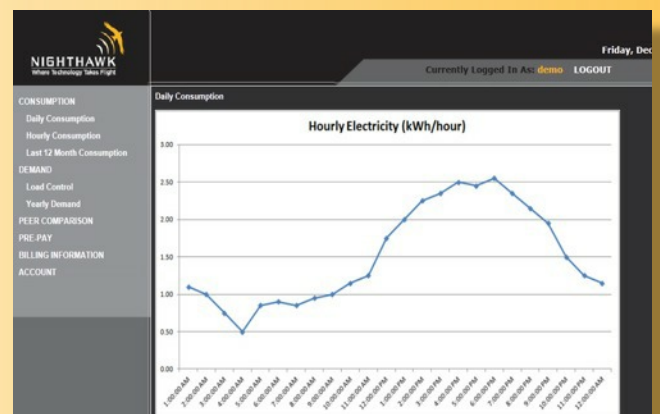 NIGHTHAWK
Where Technology Takes Flight
Friday, Dec
Currently Logged In As: demo LOGOUT
CONSUMPTION
Daily Consumption
Hourly Consumption
Last 12 Month Consumption
DEMAND
Load Control
Yearly Demand
PEER COMPARISON
PRE-PAY
BILLING INFORMATION
ACCOUNT
Daily Consumption
Hourly Electricity (kWh/hour)
3.00
2.50
2.00
1.50
1.00
0.50
0.00
1:00:00 AM
2:00:00 AM
3:00:00 AM
4:00:00 AM
5:00:00 AM
6:00:00 AM
7:00:00 AM
8:00:00 AM
9:00:00 AM
10:00:00 AM
11:00:00 AM
12:00:00 PM
1:00:00 PM
2:00:00 PM
3:00:00 PM
4:00:00 PM
5:00:00 PM
6:00:00 PM
7:00:00 PM
8:00:00 PM
9:00:00 PM
10:00:00 PM
11:00:00 PM
12:00:00 AM